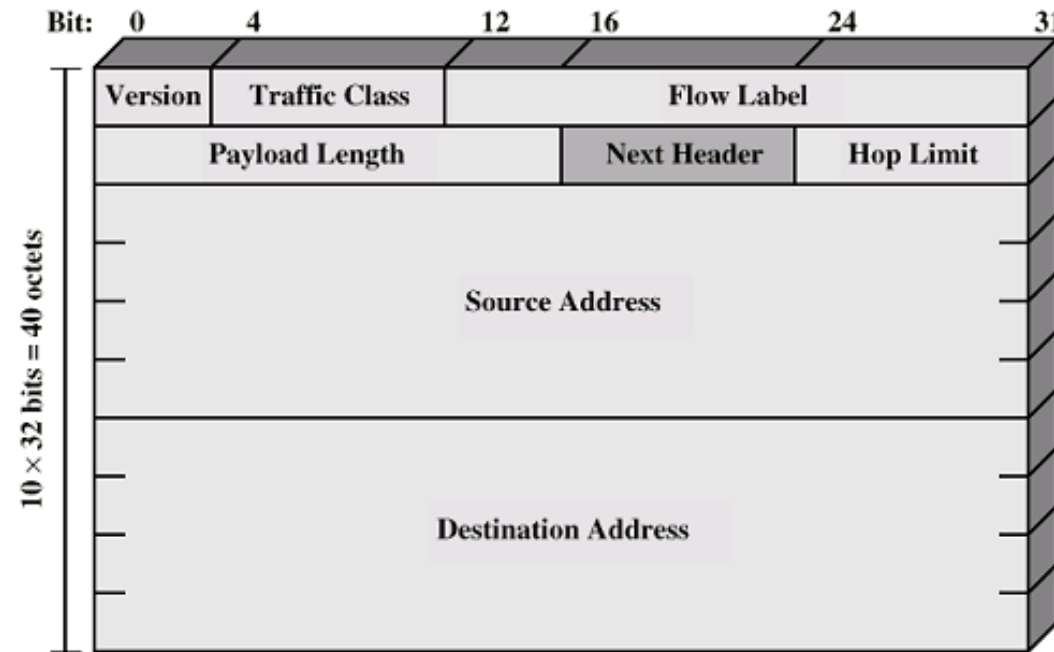 Bit: 0 4 12 16 24 31
Version Traffic Class Flow Label
Payload Length Next Header Hop Limit
Source Address
Destination Address
10 × 32 bits = 40 octets